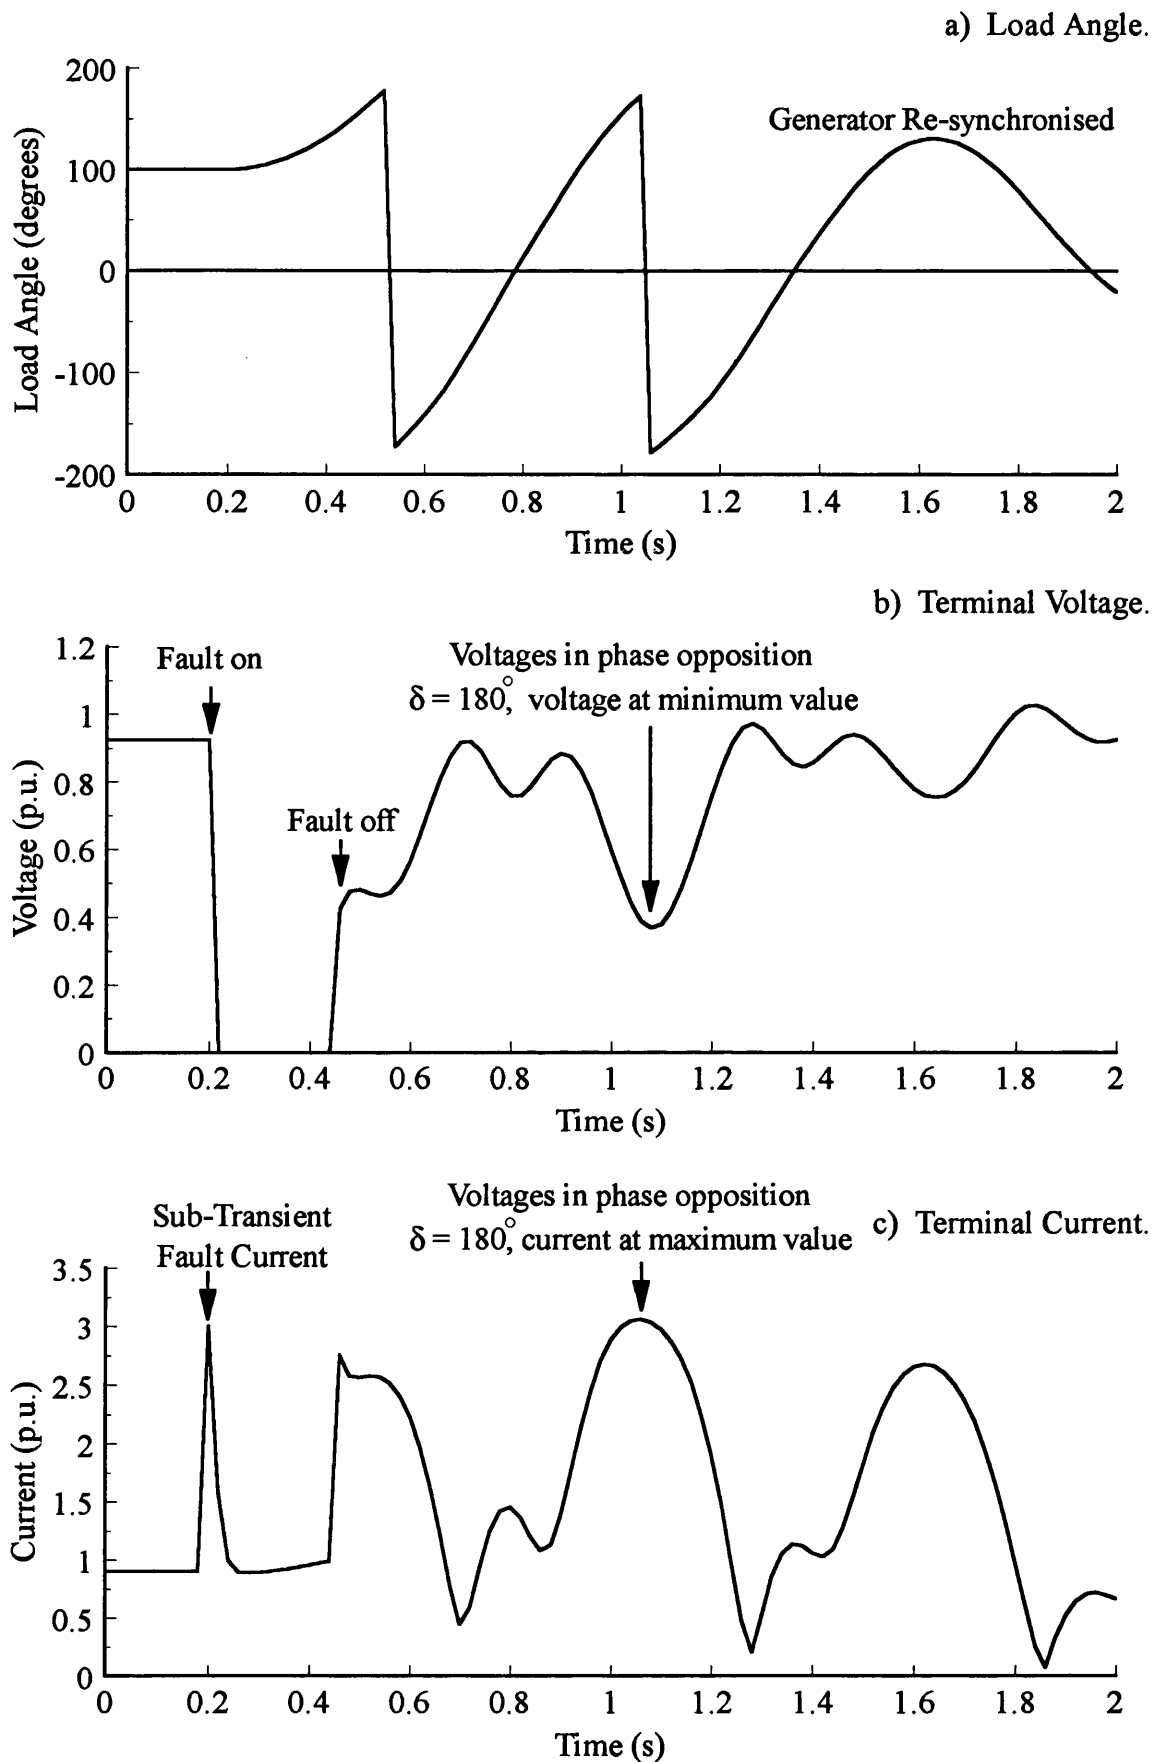 a) Load Angle.
200
100
0
-100
-200
Load Angle (degrees)
Generator Re-synchronised
0 0.2 0.4 0.6 0.8 1 1.2 1.4 1.6 1.8 2
Time (s)
b) Terminal Voltage.
1.2
1
0.8
0.6
0.4
0.2
0
Voltage (p.u.)
Fault on
Fault off
Voltages in phase opposition
δ = 180°, voltage at minimum value
0 0.2 0.4 0.6 0.8 1 1.2 1.4 1.6 1.8 2
Time (s)
c) Terminal Current.
Sub-Transient
Fault Current
Voltages in phase opposition
δ = 180°, current at maximum value
3.5
3
2.5
2
1.5
1
0.5
0
Current (p.u.)
0 0.2 0.4 0.6 0.8 1 1.2 1.4 1.6 1.8 2
Time (s)